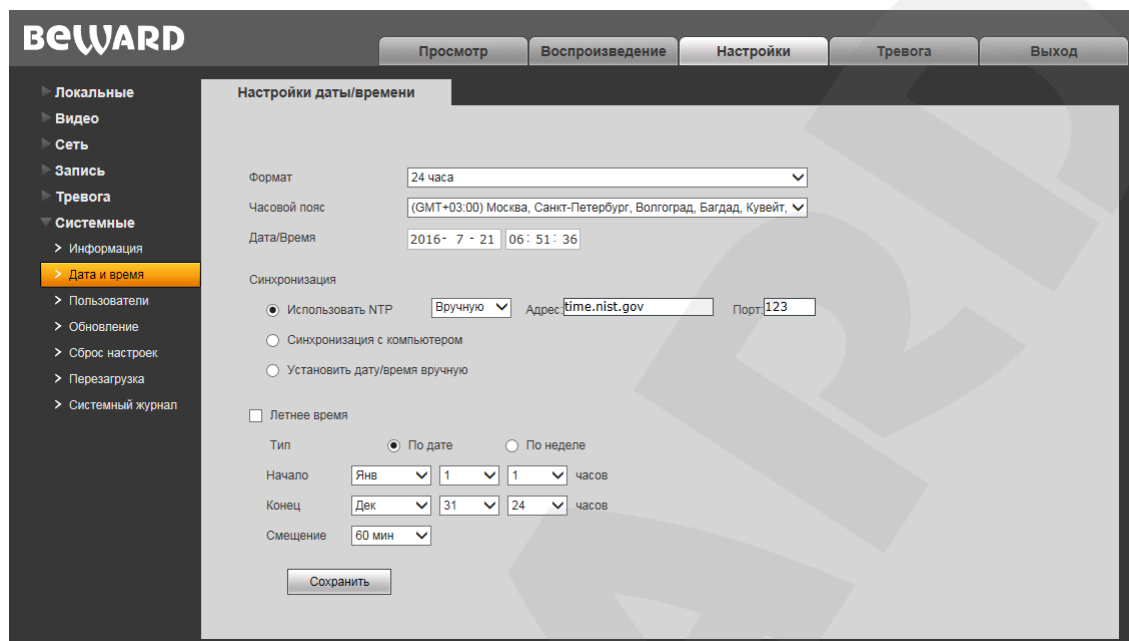 BEWARD
Просмотр Воспроизведение Настройки Тревога Выход
Локальные
Видео
Сеть
Запись
Тревога
Системные
Информация
Дата и время
Пользователи
Обновление
Сброс настроек
Перезагрузка
Системный журнал
Настройки даты/времени
Формат 24 часа
Часовой пояс (GMT+03:00) Москва, Санкт-Петербург, Волгоград, Багдад, Кувейт,
Дата/Время 2016- 7 - 21 06: 51: 36
Синхронизация
Использовать NTP Вручную Адрес: time.nist.gov Порт: 123
Синхронизация с компьютером
Установить дату/время вручную
Летнее время
Тип По дате По неделе
Начало Янв 1 1 часов
Конец Дек 31 24 часов
Смещение 60 мин
Сохранить